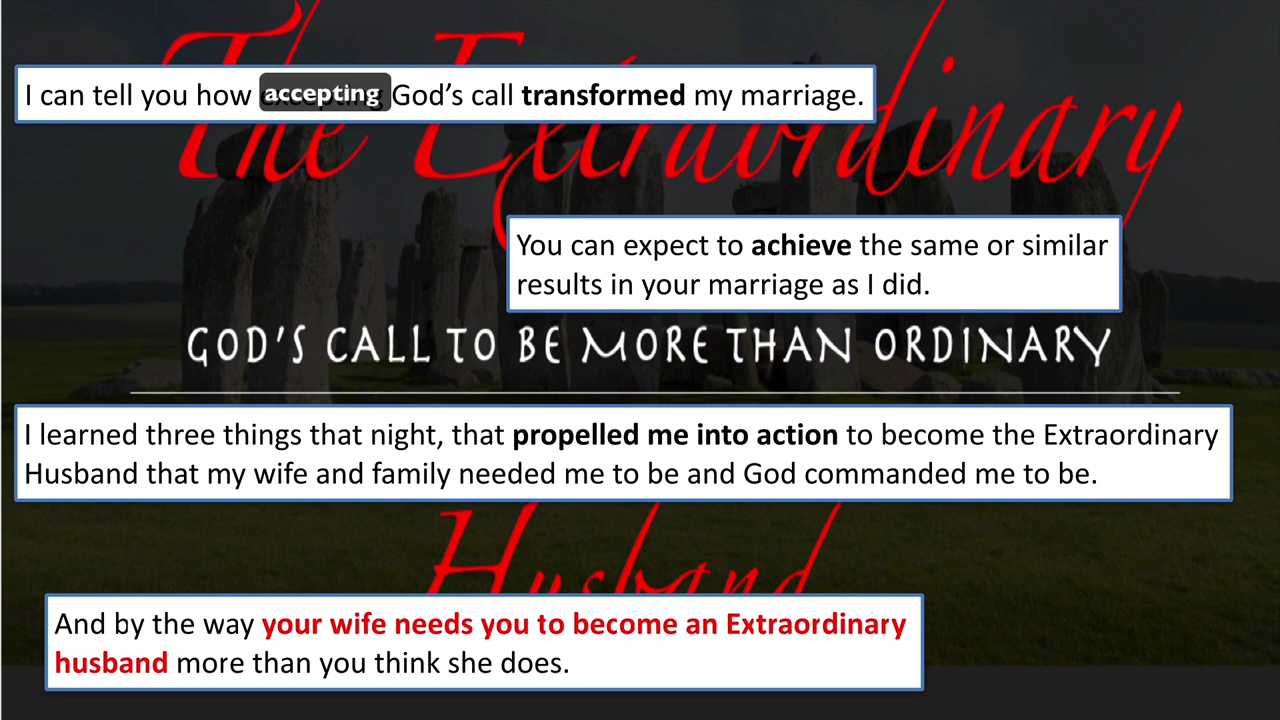 The Extraordinary
I can tell you how accepting God's call transformed my marriage.
You can expect to achieve the same or similar
results in your marriage as I did.
GOD'S CALL TO BE MORE THAN ORDINARY
I learned three things that night, that propelled me into action to become the Extraordinary
Husband that my wife and family needed me to be and God commanded me to be.
Husband
And by the way your wife needs you to become an Extraordinary
husband more than you think she does.